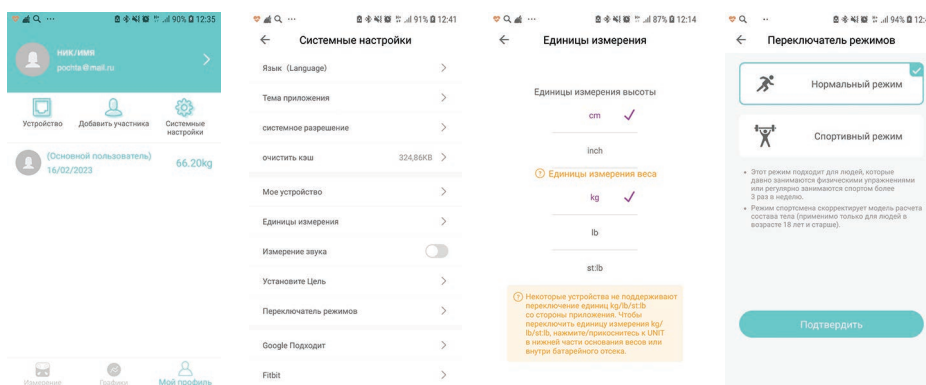 90% 12:35
ник/имя
pochta@mail.ru
Устройство
Добавить участника
Системные
настройки
(Основной пользователь)
16/02/2023
66.20kg
Измерение
Графики
Мой профиль
91% 12:41
Системные настройки
Язык (Language)
Тема приложения
системное разрешение
очистить кэш
324,86KB
Мое устройство
Единицы измерения
Измерение звука
Установите Цель
Переключатель режимов
Google Подходит
Fitbit
87% 12:14
Единицы измерения
Единицы измерения высоты
cm
inch
Единицы измерения веса
kg
lb
st:lb
Некоторые устройства не поддерживают
переключение единиц kg/lb/st:lb
со стороны приложения. Чтобы
переключить единицу измерения kg/
lb/st:lb, нажмите/прикоснитесь к UNIT
в нижней части основания весов или
внутри батарейного отсека.
94% 12:
Переключатель режимов
Нормальный режим
Спортивный режим
• Этот режим подходит для людей, которые
давно занимаются физическими упражнениями
или регулярно занимаются спортом более
3 раз в неделю.
• Режим спортсмена скорректирует модель расчета
состава тела (применимо только для людей в
возрасте 18 лет и старше).
Подтвердить